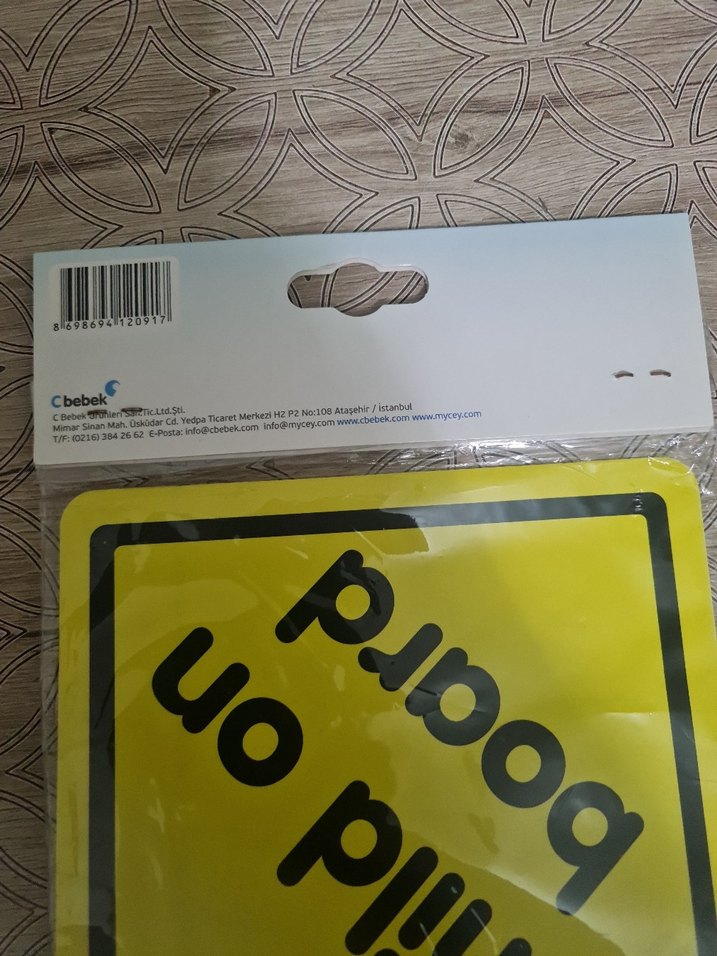 8 698694 120917
C bebek
C Bebek Ürünleri San.Tic.Ltd.Şti.
Mimar Sinan Mah. Üsküdar Cd. Yedpa Ticaret Merkezi H2 P2 No:108 Ataşehir / İstanbul
T/F: (0216) 384 26 62 E-Posta: info@cbebek.com info@mycey.com www.cbebek.com www.mycey.com
on
board